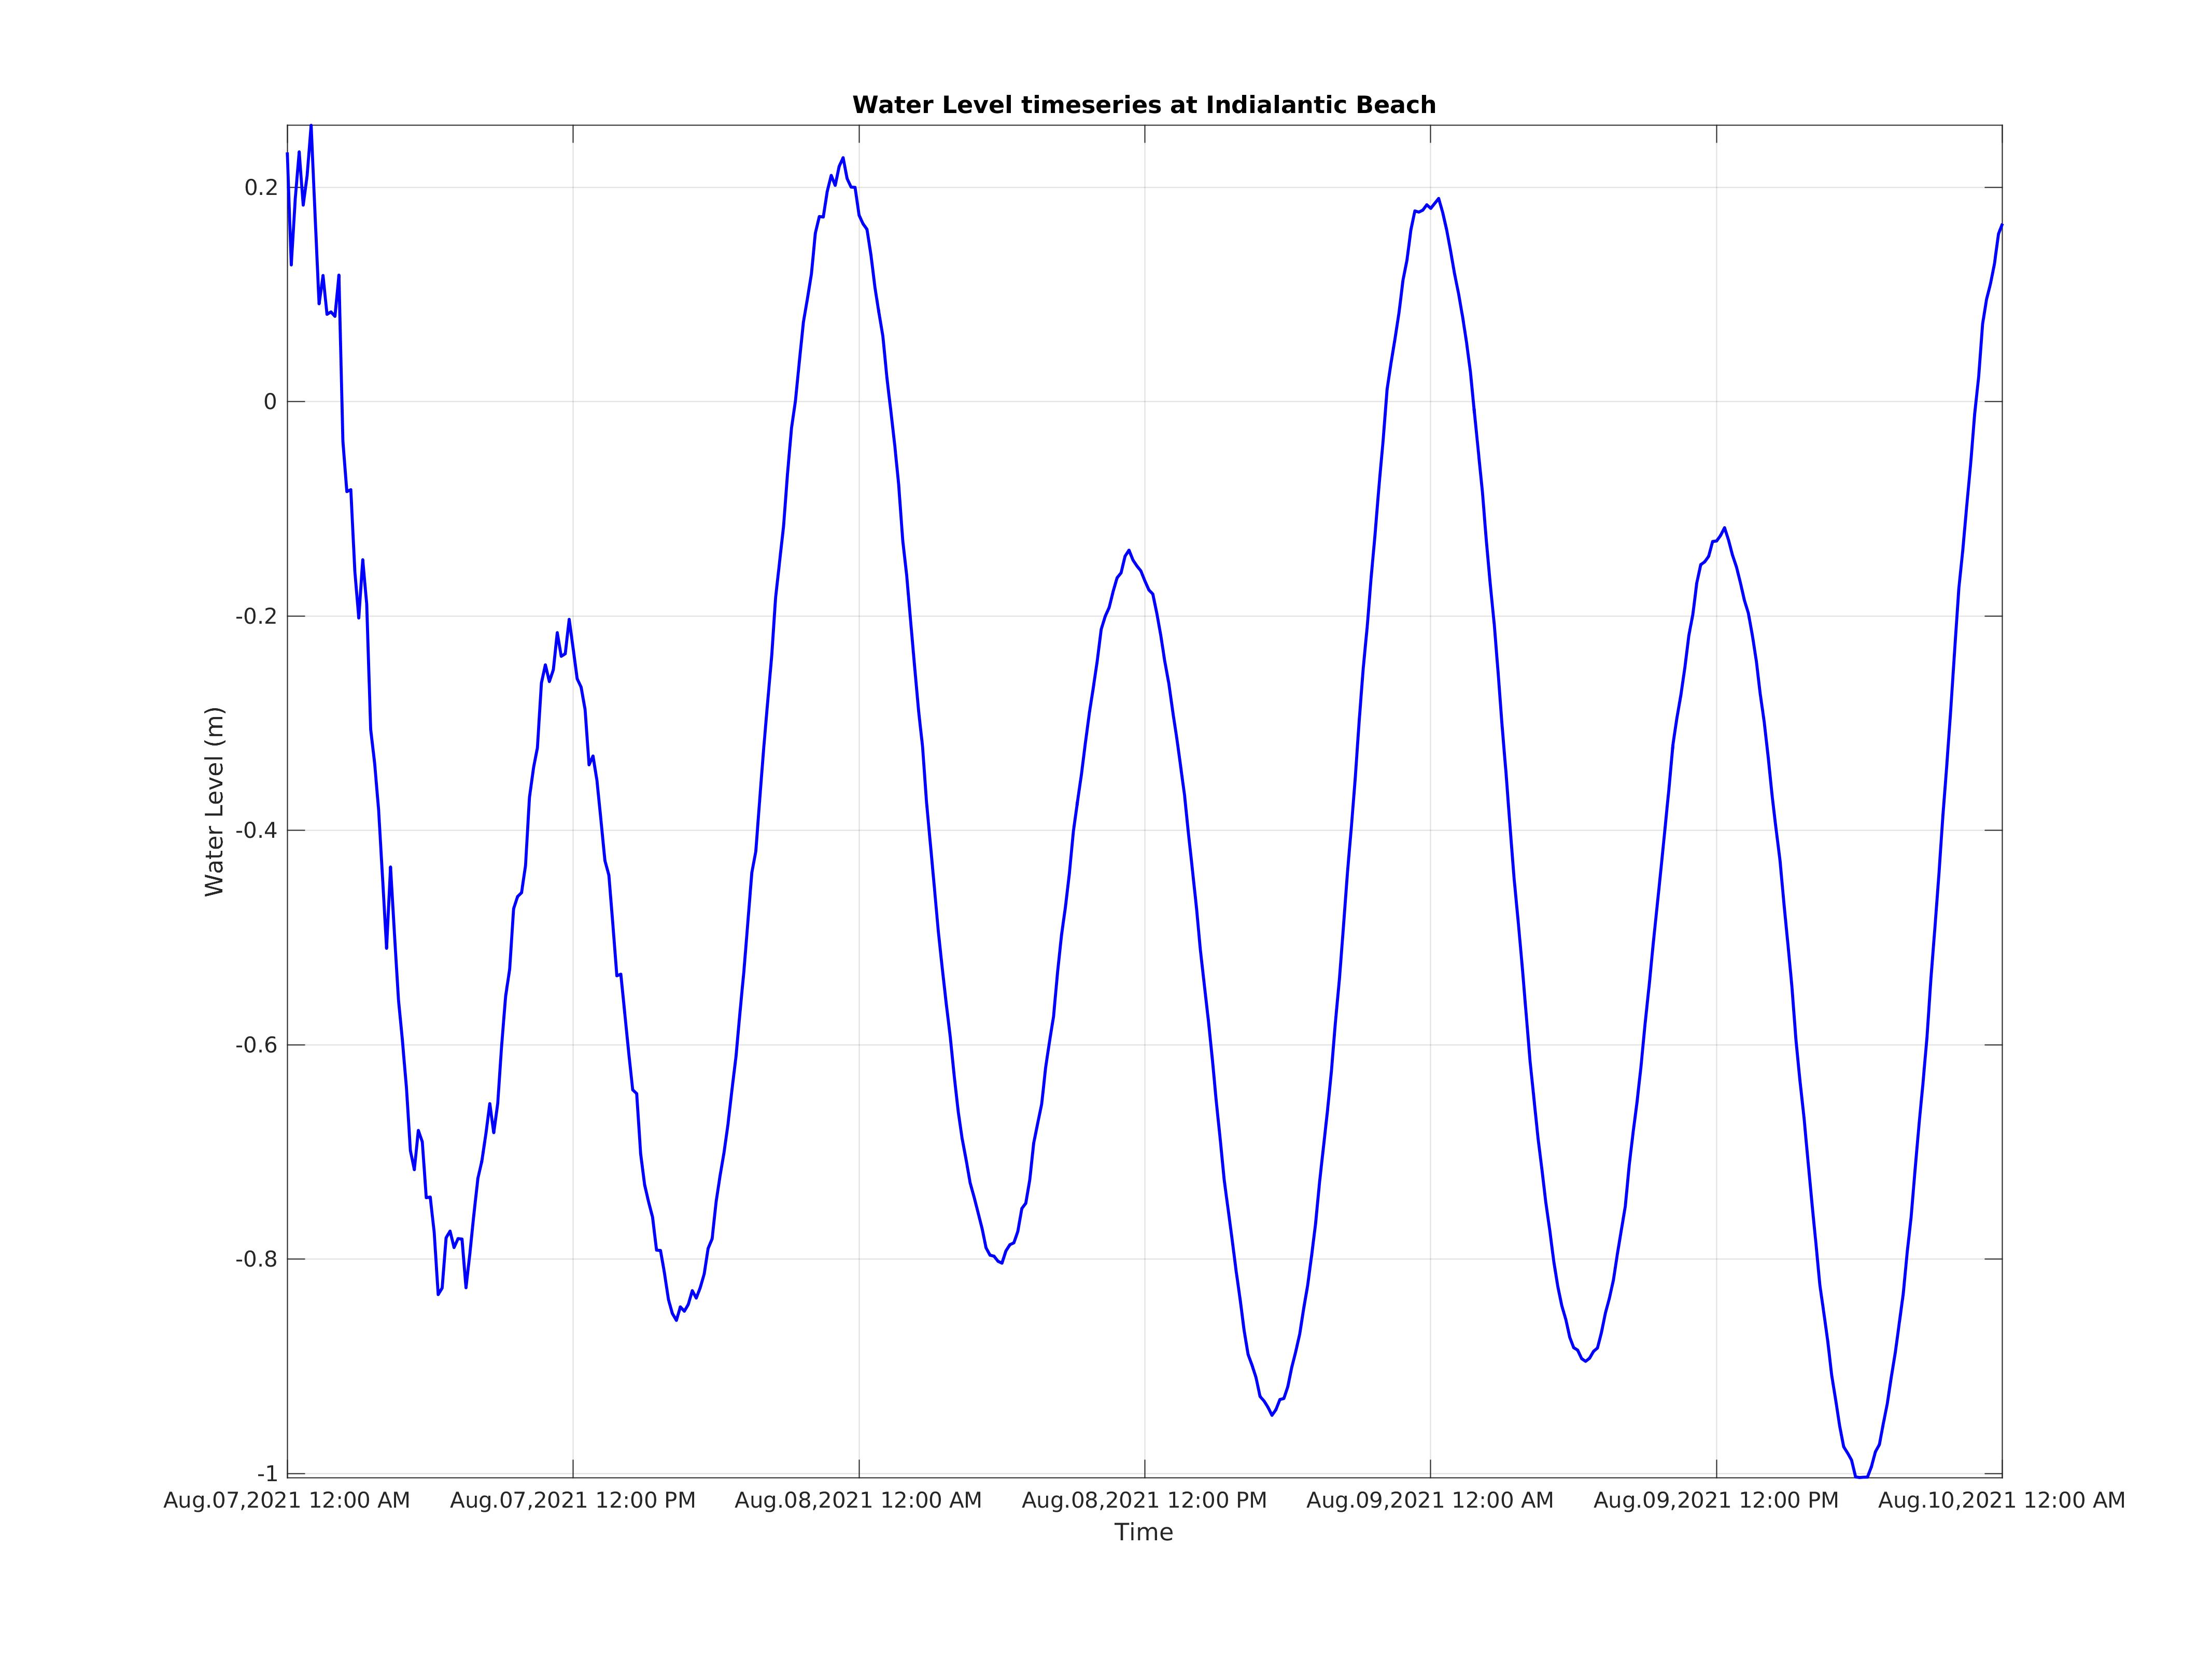 Water Level timeseries at Indialantic Beach
0.2
0
-0.2
-0.4
-0.6
-0.8
-1
Water Level (m)
Aug.07,2021 12:00 AM Aug.07,2021 12:00 PM Aug.08,2021 12:00 AM Aug.08,2021 12:00 PM Aug.09,2021 12:00 AM Aug.09,2021 12:00 PM Aug.10,2021 12:00 AM
Time